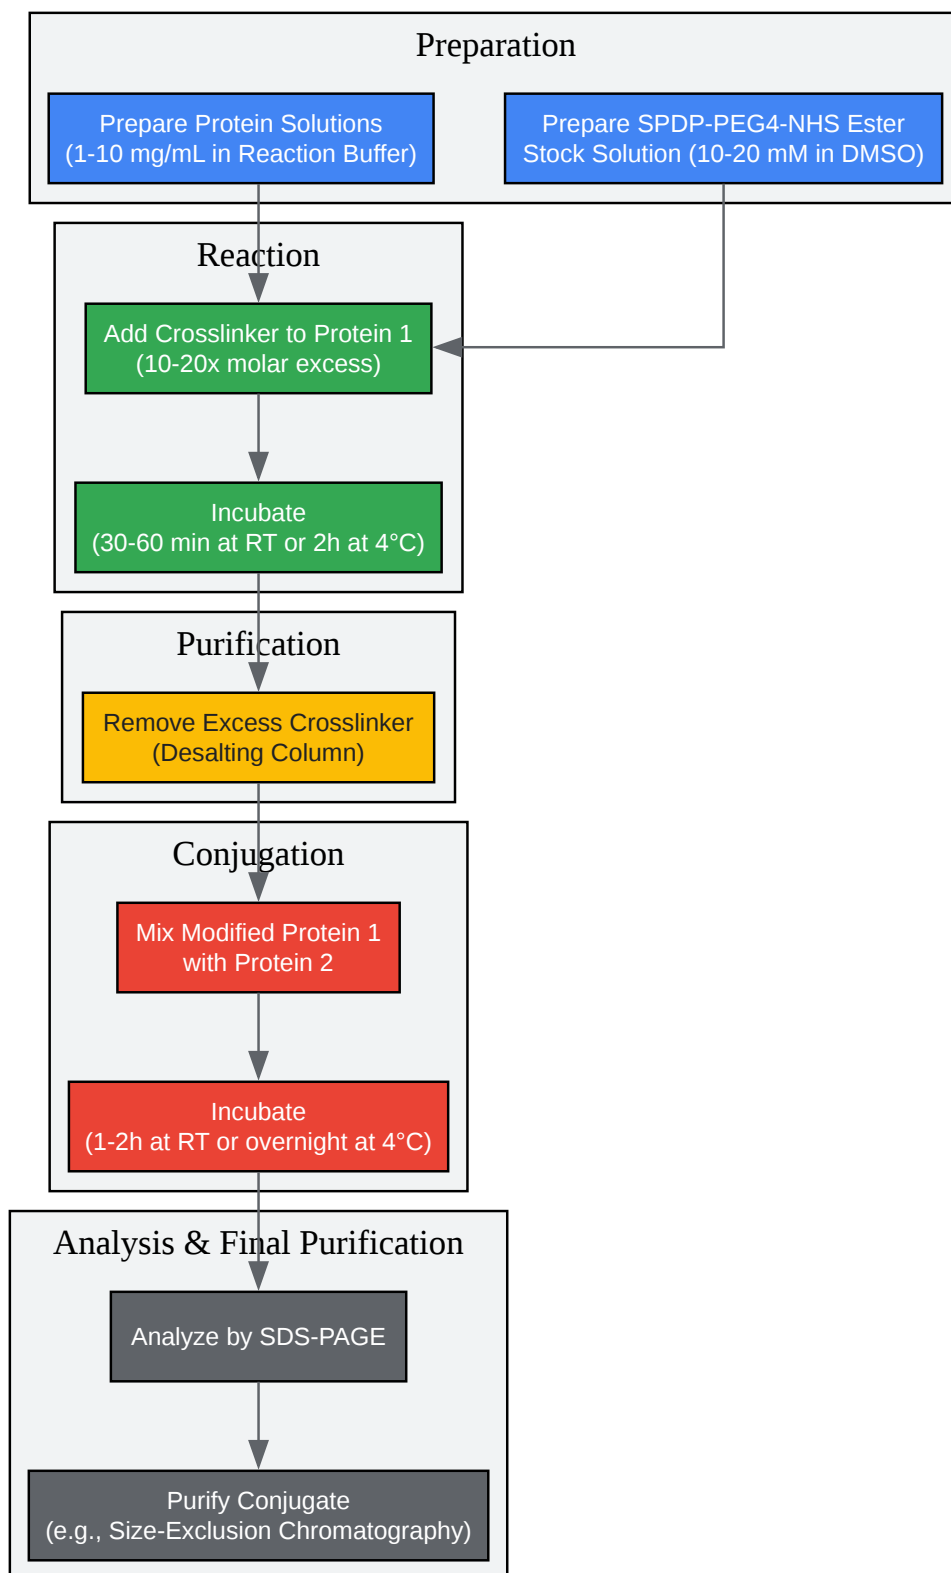 Preparation
Prepare Protein Solutions
(1-10 mg/mL in Reaction Buffer)
Prepare SPDP-PEG4-NHS Ester
Stock Solution (10-20 mM in DMSO)
Reaction
Add Crosslinker to Protein 1
(10-20x molar excess)
Incubate
(30-60 min at RT or 2h at 4°C)
Purification
Remove Excess Crosslinker
(Desalting Column)
Conjugation
Mix Modified Protein 1
with Protein 2
Incubate
(1-2h at RT or overnight at 4°C)
Analysis & Final Purification
Analyze by SDS-PAGE
Purify Conjugate
(e.g., Size-Exclusion Chromatography)